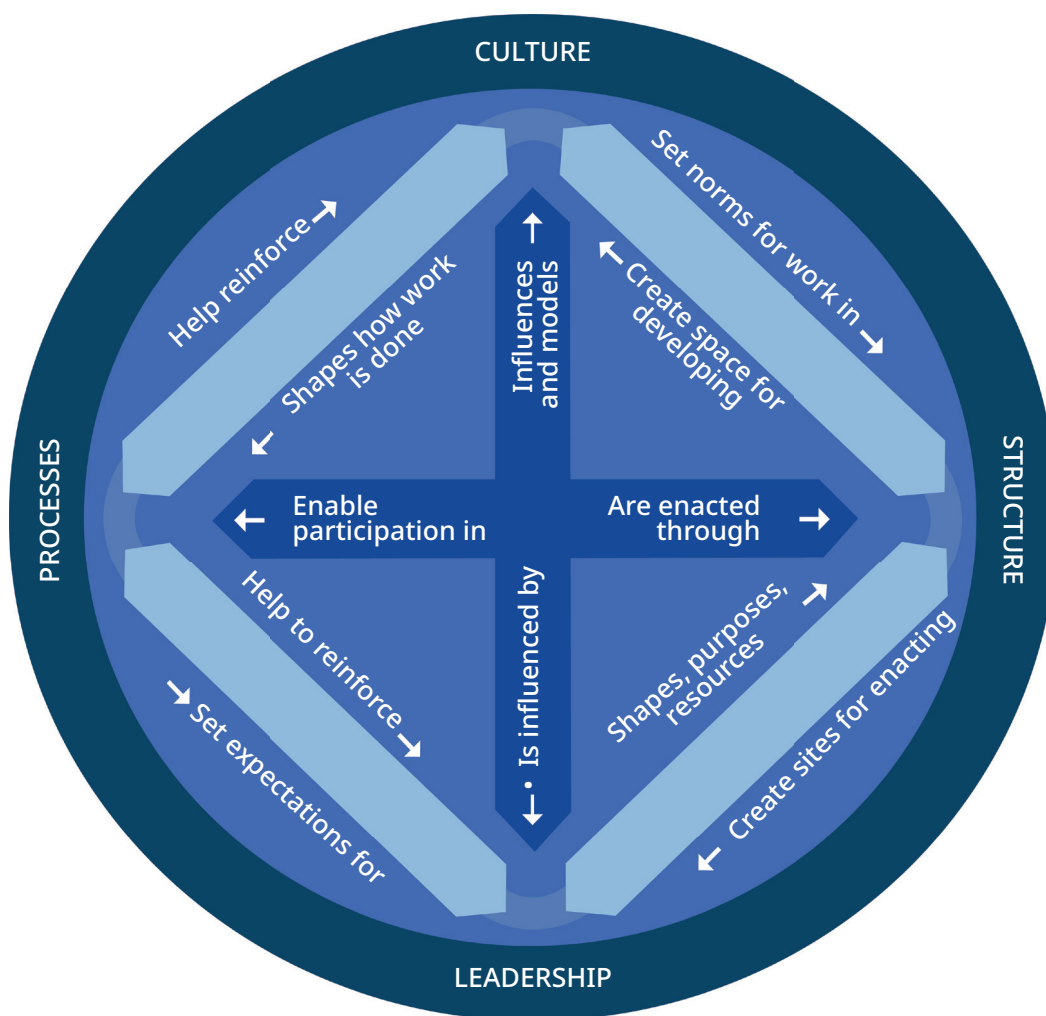 CULTURE
Help reinforce
Shapes how work
is done
Influences
and models
Set norms for work in
Create space for
developing
PROCESSES
STRUCTURE
Enable
participation in
Are enacted
through
Help to reinforce
Set expectations for
• Is influenced by
Shapes, purposes,
resources
Create sites for enacting
LEADERSHIP